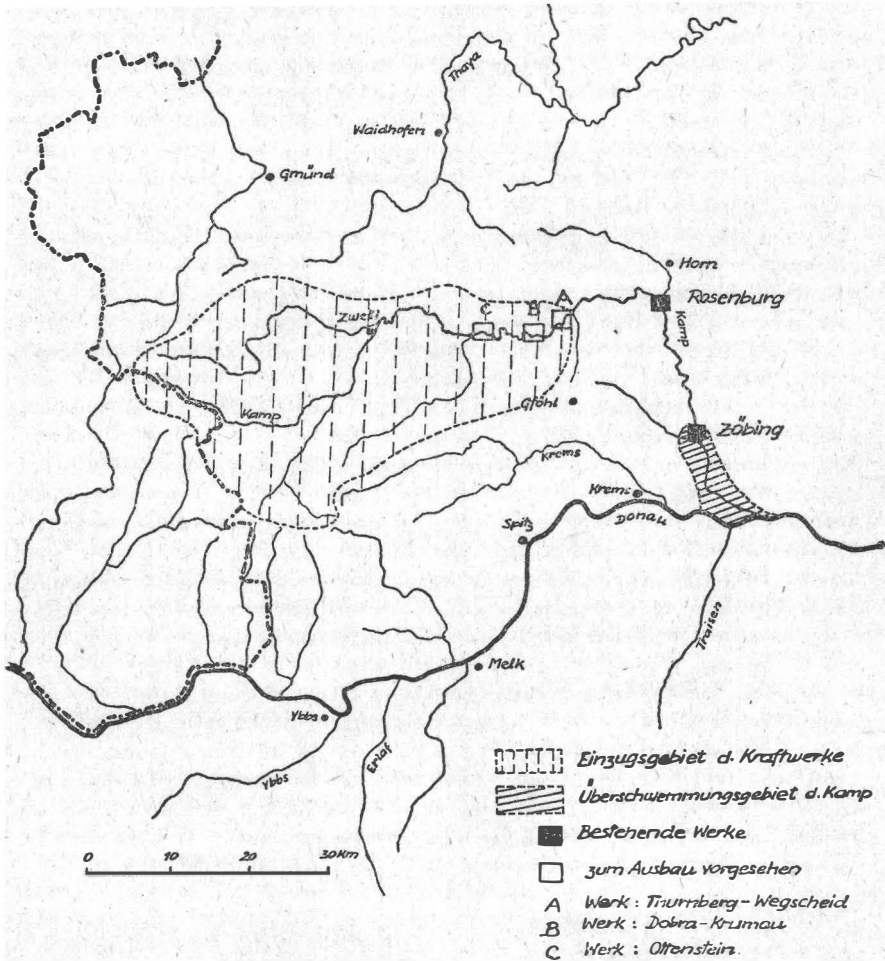 Thaya
Waidhofen
Gmünd
Horn
A
C
B
Rosenburg
Zwettl
Kamp
Gföhl
Kamp
Zöbing
Krems
Krems
Donau
Spitz
Traisen
Melk
Ybbs
Erlaf
Ybbs
Einzugsgebiet d. Kraftwerke
Überschwemmungsgebiet d. Kamp
Bestehende Werke
zum Ausbau vorgesehen
0 10 20 30 Km
A Werk : Thurnberg-Wegscheid
B Werk : Dobra-Krumau
C Werk : Ottenstein